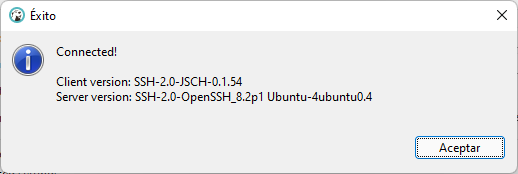 Éxito
Connected!
Client version: SSH-2.0-JSCH-0.1.54
Server version: SSH-2.0-OpenSSH_8.2p1 Ubuntu-4ubuntu0.4
Aceptar